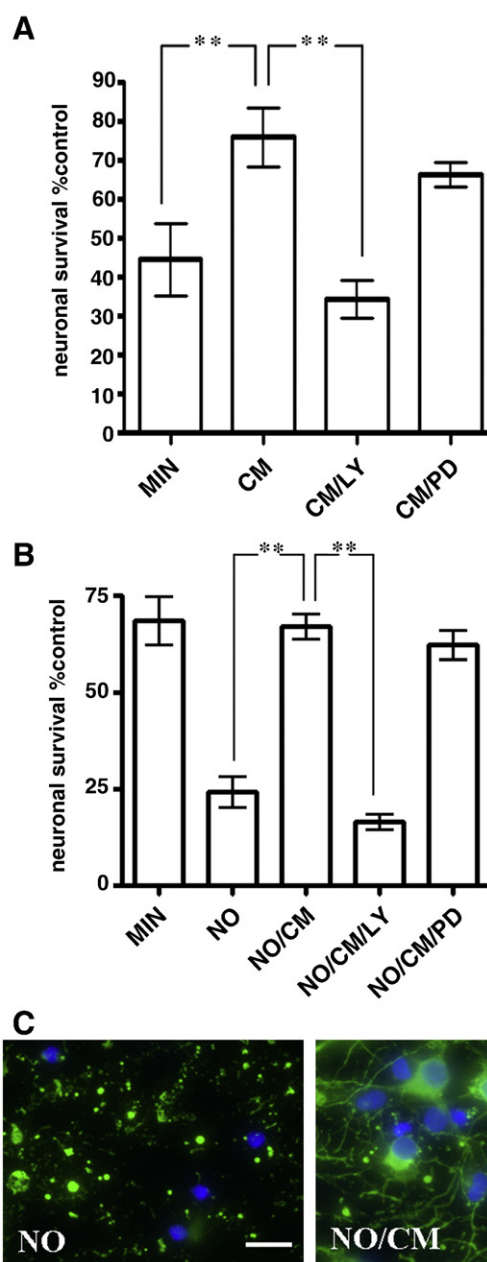 A
** **
neuronal survival %control
90
80
70
60
50
40
30
20
10
0
MIN CM CM/LY CM/PD
B
** **
neuronal survival %control
75
50
25
0
MIN NO NO/CM NO/CM/LY NO/CM/PD
C
NO NO/CM